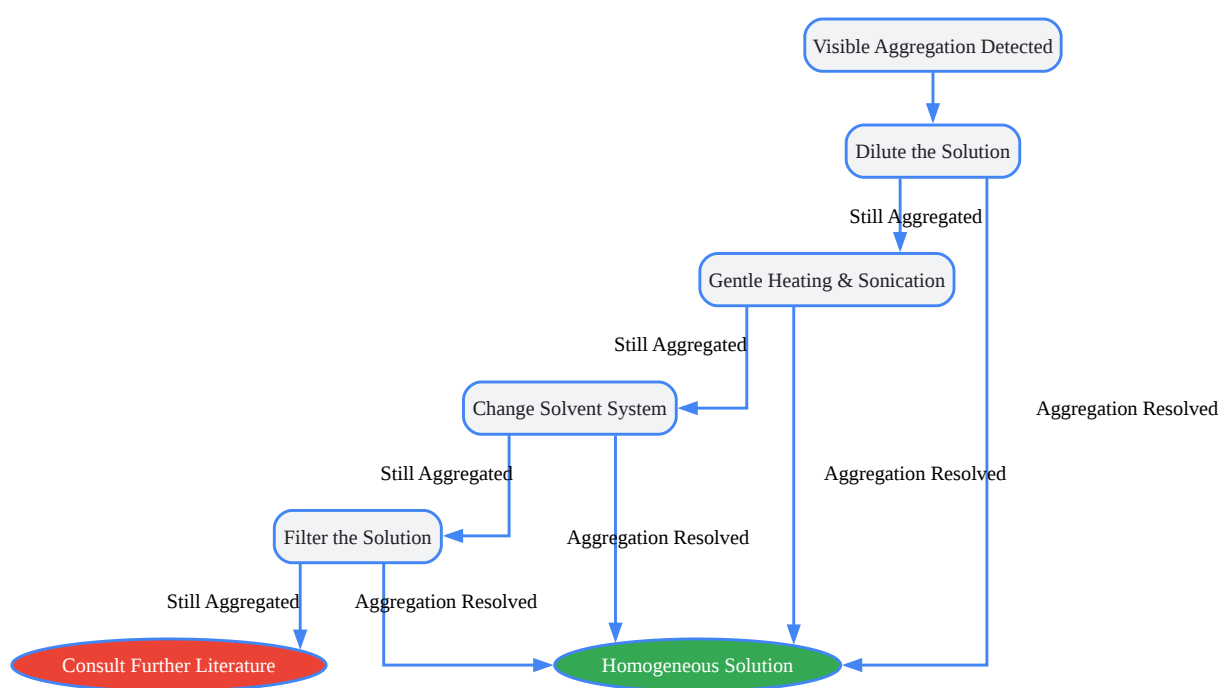 Visible Aggregation Detected
Dilute the Solution
Still Aggregated
Gentle Heating & Sonication
Still Aggregated
Change Solvent System
Aggregation Resolved
Still Aggregated
Aggregation Resolved
Filter the Solution
Aggregation Resolved
Still Aggregated
Aggregation Resolved
Consult Further Literature
Homogeneous Solution